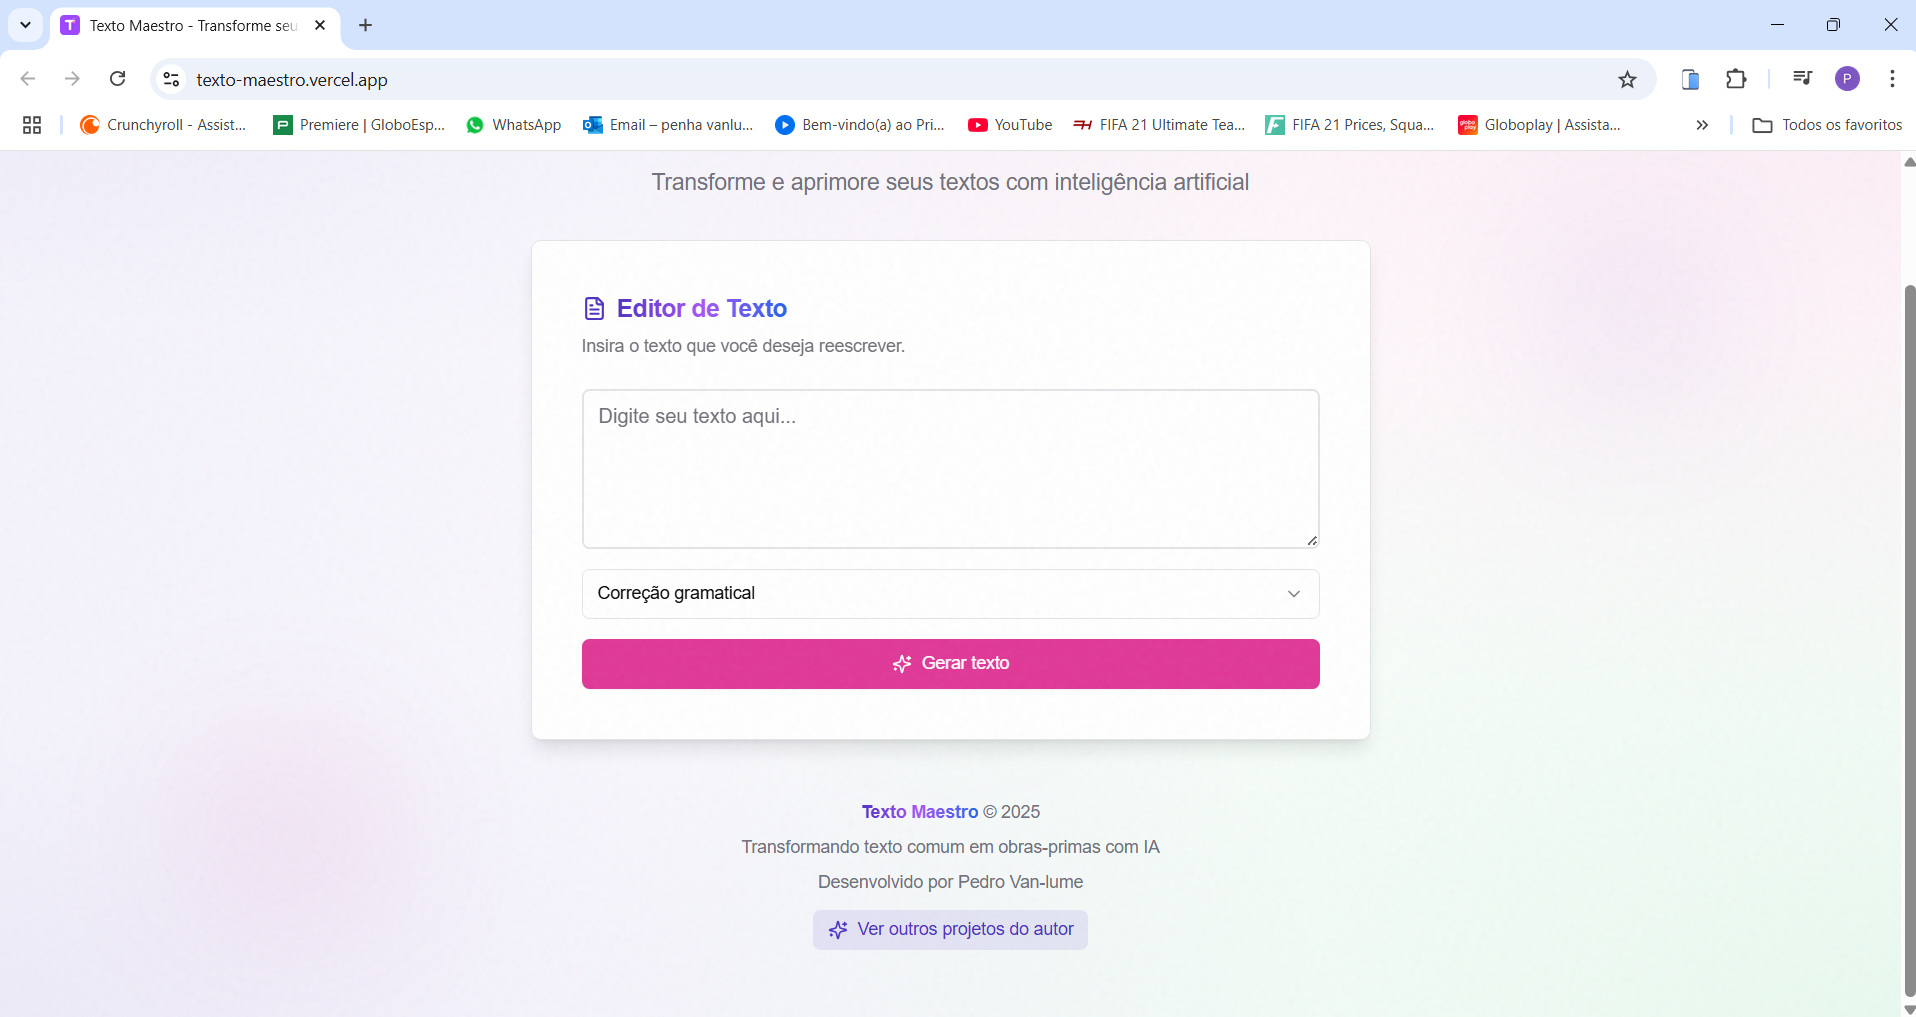 Texto Maestro - Transforme seu
texto-maestro.vercel.app
P
Crunchyroll - Assist...
Premiere | GloboEsp...
WhatsApp
Email – penha vanlu...
Bem-vindo(a) ao Pri...
YouTube
FIFA 21 Ultimate Tea...
FIFA 21 Prices, Squa...
Globoplay | Assista...
Todos os favoritos
Transforme e aprimore seus textos com inteligência artificial
Editor de Texto
Insira o texto que você deseja reescrever.
Digite seu texto aqui...
Correção gramatical
Gerar texto
Texto Maestro © 2025
Transformando texto comum em obras-primas com IA
Desenvolvido por Pedro Van-lume
Ver outros projetos do autor